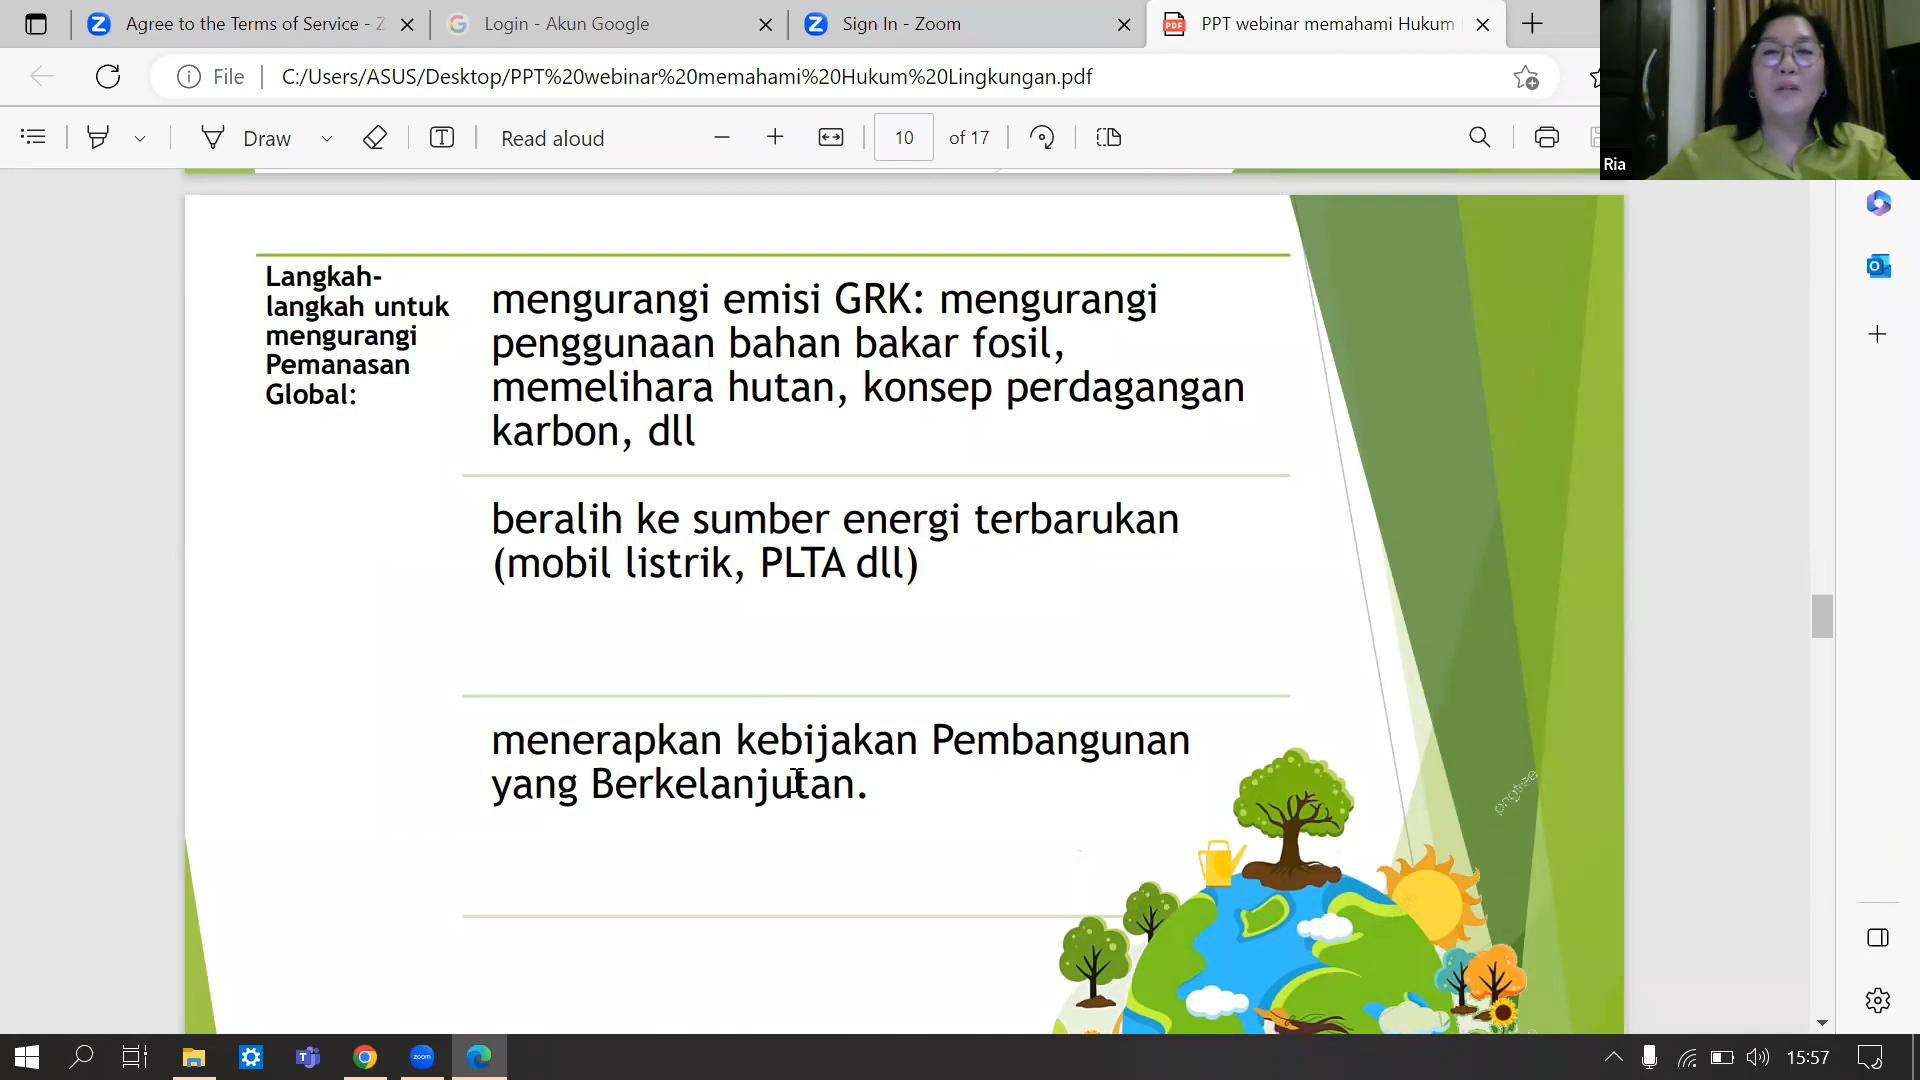 Agree to the Terms of Service - Z
Login - Akun Google
Sign In - Zoom
PPT webinar memahami Hukum
File
C:/Users/ASUS/Desktop/PPT%20webinar%20memahami%20Hukum%20Lingkungan.pdf
Draw
Read aloud
10 of 17
Ria
Langkah-
langkah untuk
mengurangi
Pemanasan
Global:
mengurangi emisi GRK: mengurangi
penggunaan bahan bakar fosil,
memelihara hutan, konsep perdagangan
karbon, dll
beralih ke sumber energi terbarukan
(mobil listrik, PLTA dll)
menerapkan kebijakan Pembangunan
yang Berkelanjutan.
pngtree
zoom
15:57